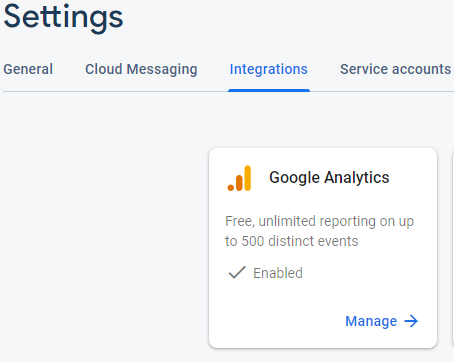 Settings
General Cloud Messaging Integrations Service accounts
Google Analytics
Free, unlimited reporting on up
to 500 distinct events
Enabled
Manage